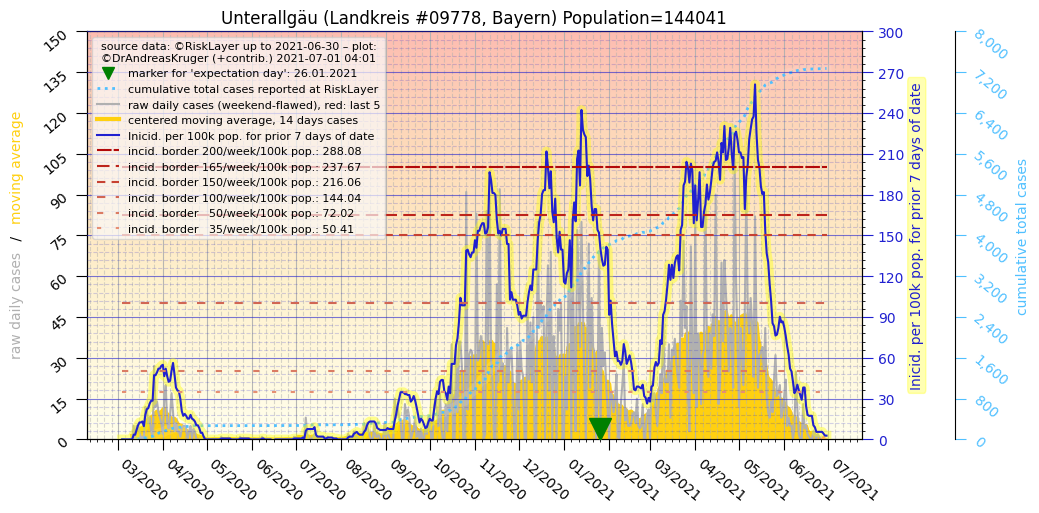 Unterallgäu (Landkreis #09778, Bayern) Population=144041
source data: ©RiskLayer up to 2021-06-30 – plot:
©DrAndreasKruger (+contrib.) 2021-07-01 04:01
marker for 'expectation day': 26.01.2021
cumulative total cases reported at RiskLayer
raw daily cases (weekend-flawed), red: last 5
centered moving average, 14 days cases
Inicid. per 100k pop. for prior 7 days of date
incid. border 200/week/100k pop.: 288.08
incid. border 165/week/100k pop.: 237.67
incid. border 150/week/100k pop.: 216.06
incid. border 100/week/100k pop.: 144.04
incid. border 50/week/100k pop.: 72.02
incid. border 35/week/100k pop.: 50.41
raw daily cases / moving average
150
135
120
105
90
75
60
45
30
15
0
300
270
240
210
180
150
120
90
60
30
0
Inicid. per 100k pop. for prior 7 days of date
8,000
7,200
6,400
5,600
4,800
4,000
3,200
2,400
1,600
800
0
cumulative total cases
03/2020
04/2020
05/2020
06/2020
07/2020
08/2020
09/2020
10/2020
11/2020
12/2020
01/2021
02/2021
03/2021
04/2021
05/2021
06/2021
07/2021